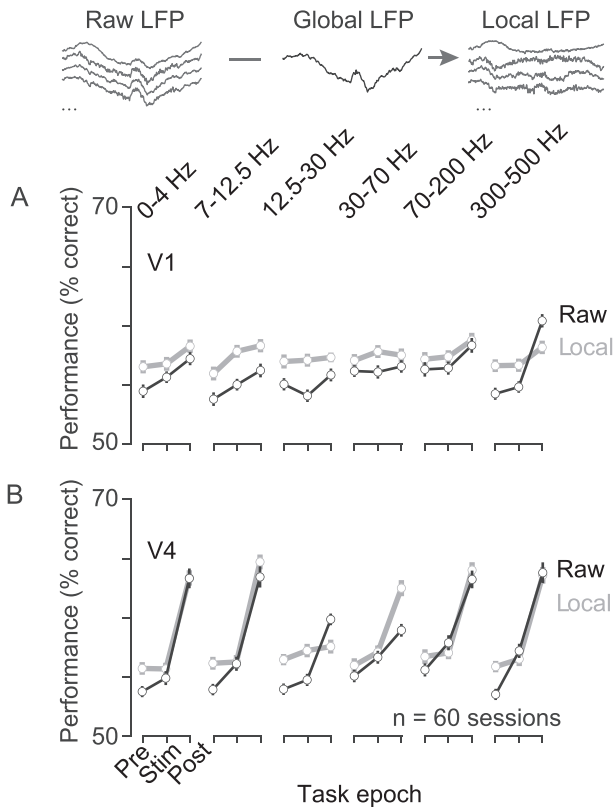 Raw LFP
Global LFP
Local LFP
...
...
0-4 Hz
7-12.5 Hz
12.5-30 Hz
30-70 Hz
70-200 Hz
300-500 Hz
A
70
V1
Performance (% correct)
Raw
Local
50
B
70
V4
Performance (% correct)
Raw
Local
n = 60 sessions
50
Pre
Stim
Post
Task epoch